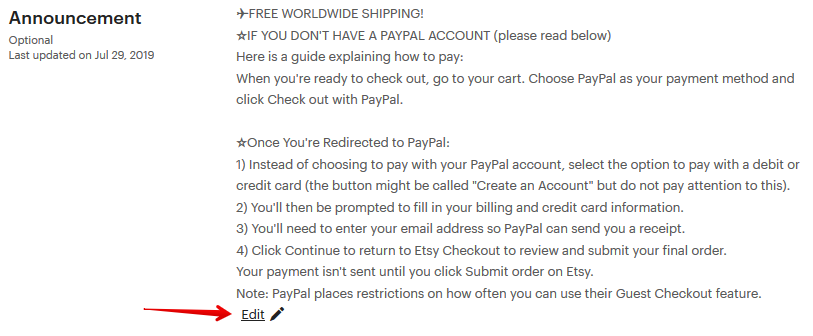 Announcement
Optional
Last updated on Jul 29, 2019
✈FREE WORLDWIDE SHIPPING!
☆IF YOU DON'T HAVE A PAYPAL ACCOUNT (please read below)
Here is a guide explaining how to pay:
When you're ready to check out, go to your cart. Choose PayPal as your payment method and
click Check out with PayPal.
☆Once You're Redirected to PayPal:
1) Instead of choosing to pay with your PayPal account, select the option to pay with a debit or
credit card (the button might be called "Create an Account" but do not pay attention to this).
2) You'll then be prompted to fill in your billing and credit card information.
3) You'll need to enter your email address so PayPal can send you a receipt.
4) Click Continue to return to Etsy Checkout to review and submit your final order.
Your payment isn't sent until you click Submit order on Etsy.
Note: PayPal places restrictions on how often you can use their Guest Checkout feature.
Edit